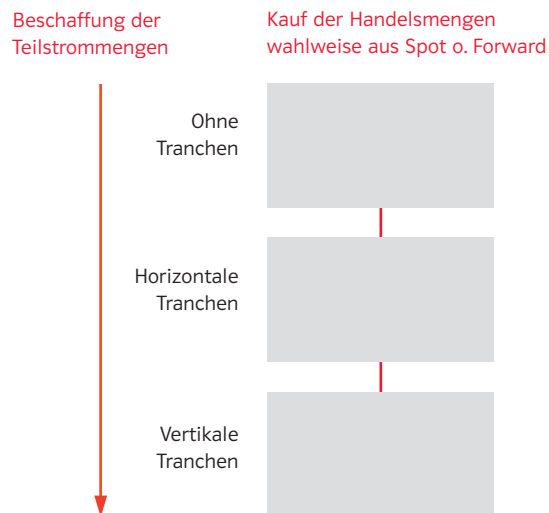 Beschaffung der
Teilstrommengen
Kauf der Handelsmengen
wahlweise aus Spot o. Forward
Ohne
Tranchen
Horizontale
Tranchen
Vertikale
Tranchen